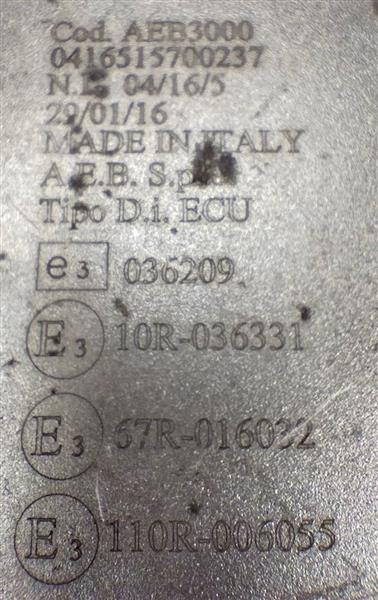 Cod. AEB3000
0416515700237
N.L. 04/16/5
29/01/16
MADE IN ITALY
A.E.B. S.p.A.
Tipo D.i. ECU
e3 036209
E3 10R-036331
E3 67R-016032
E3 110R-006055